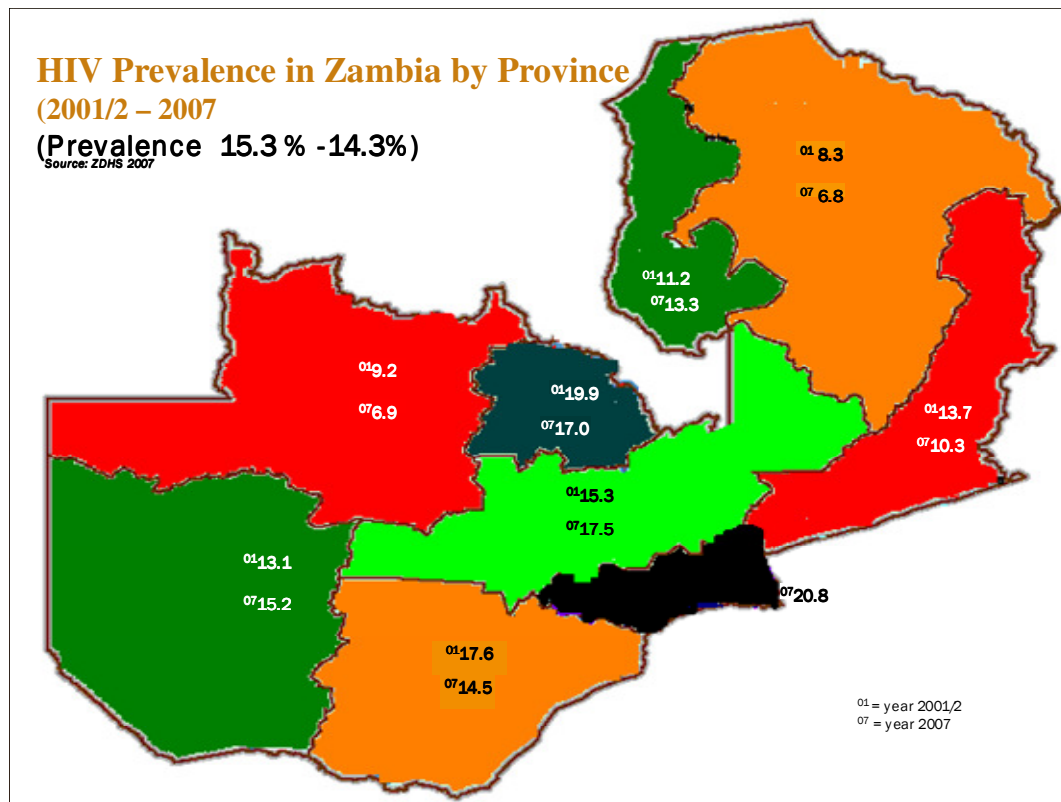 HIV Prevalence in Zambia by Province
(2001/2 – 2007
(Prevalence 15.3 % -14.3%)
Source: ZDHS 2007
01 8.3
07 6.8
0111.2
0713.3
019.2
076.9
0119.9
0717.0
0113.7
0710.3
0115.3
0717.5
0113.1
0715.2
0720.8
0117.6
0714.5
01 = year 2001/2
07 = year 2007